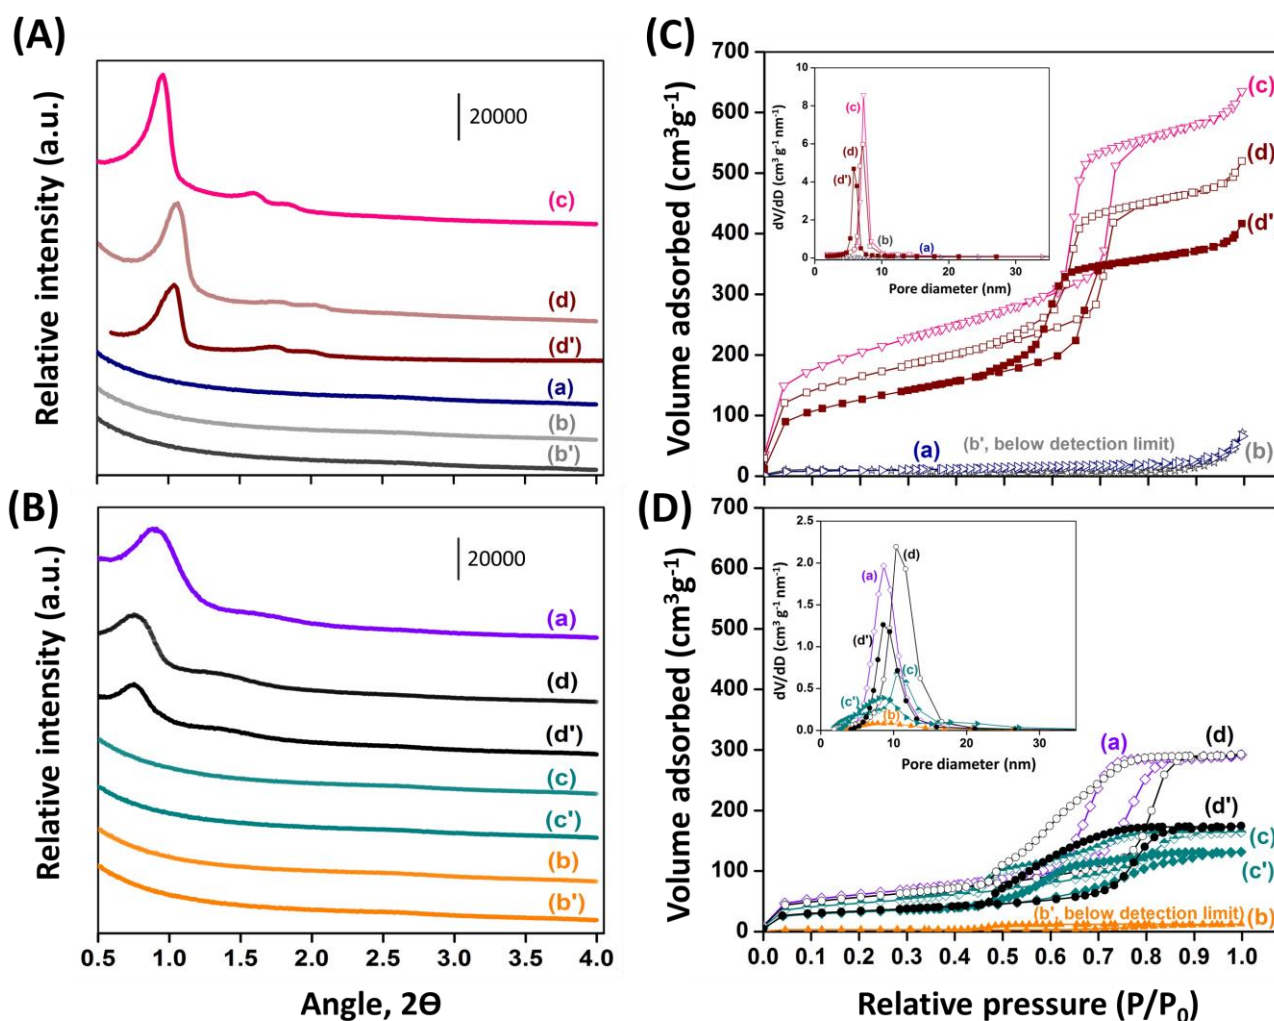 (A)
Relative intensity (a.u.)
20000
(c)
(d)
(d')
(a)
(b)
(b')
(B)
Relative intensity (a.u.)
20000
(a)
(d)
(d')
(c)
(c')
(b)
(b')
0.5 1.0 1.5 2.0 2.5 3.0 3.5 4.0
Angle, 2Θ
(C)
Volume adsorbed (cm³g⁻¹)
700
600
500
400
300
200
100
0
(c)
(d)
(d')
(a)
(b', below detection limit)
(b)
dV/dD (cm³ g⁻¹ nm⁻¹)
10
8
6
4
2
0
(c)
(d)
(d')
(b)
(a)
0 10 20 30
Pore diameter (nm)
(D)
Volume adsorbed (cm³g⁻¹)
700
600
500
400
300
200
100
0
(a)
(d)
(d')
(c)
(c')
(b', below detection limit)
(b)
dV/dD (cm³ g⁻¹ nm⁻¹)
2.5
2.0
1.5
1.0
0.5
0.0
(d)
(a)
(d')
(c)
(c')
(b)
0 10 20 30
Pore diameter (nm)
0.0 0.1 0.2 0.3 0.4 0.5 0.6 0.7 0.8 0.9 1.0
Relative pressure (P/P₀)